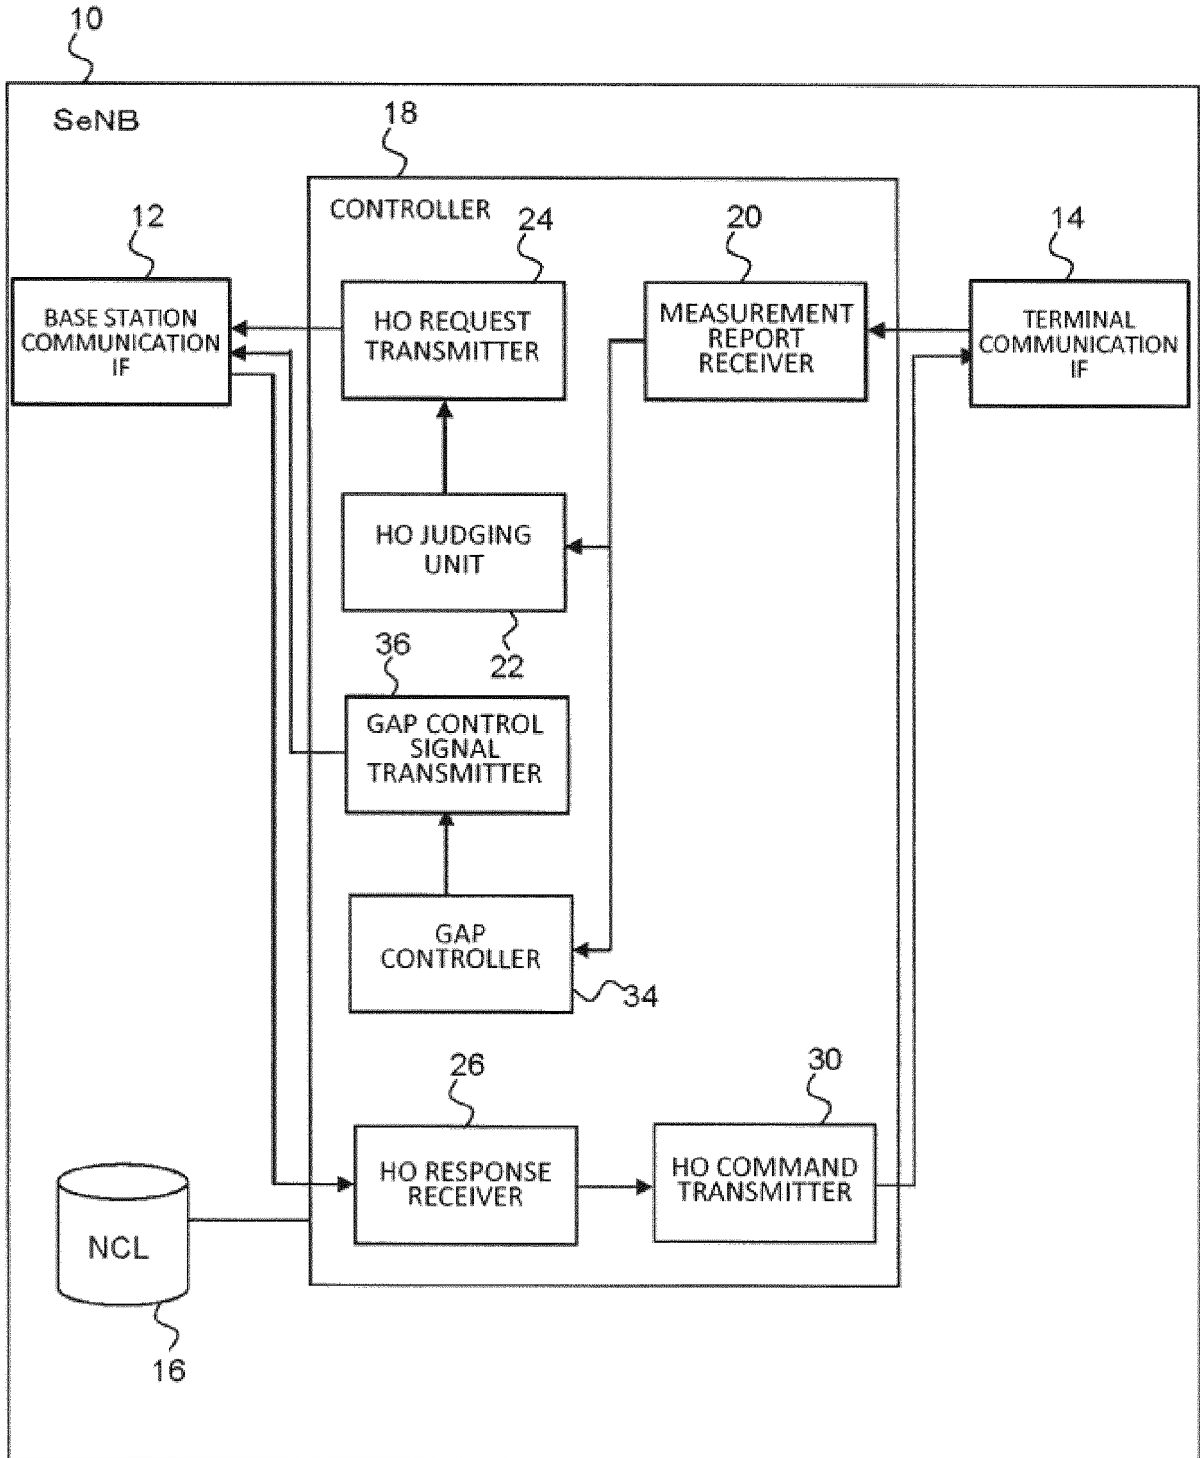 10
SeNB
18
CONTROLLER
12
24
20
14
BASE STATION
COMMUNICATION
IF
HO REQUEST
TRANSMITTER
MEASUREMENT
REPORT
RECEIVER
TERMINAL
COMMUNICATION
IF
HO JUDGING
UNIT
22
36
GAP CONTROL
SIGNAL
TRANSMITTER
GAP
CONTROLLER
34
26
30
HO RESPONSE
RECEIVER
HO COMMAND
TRANSMITTER
NCL
16